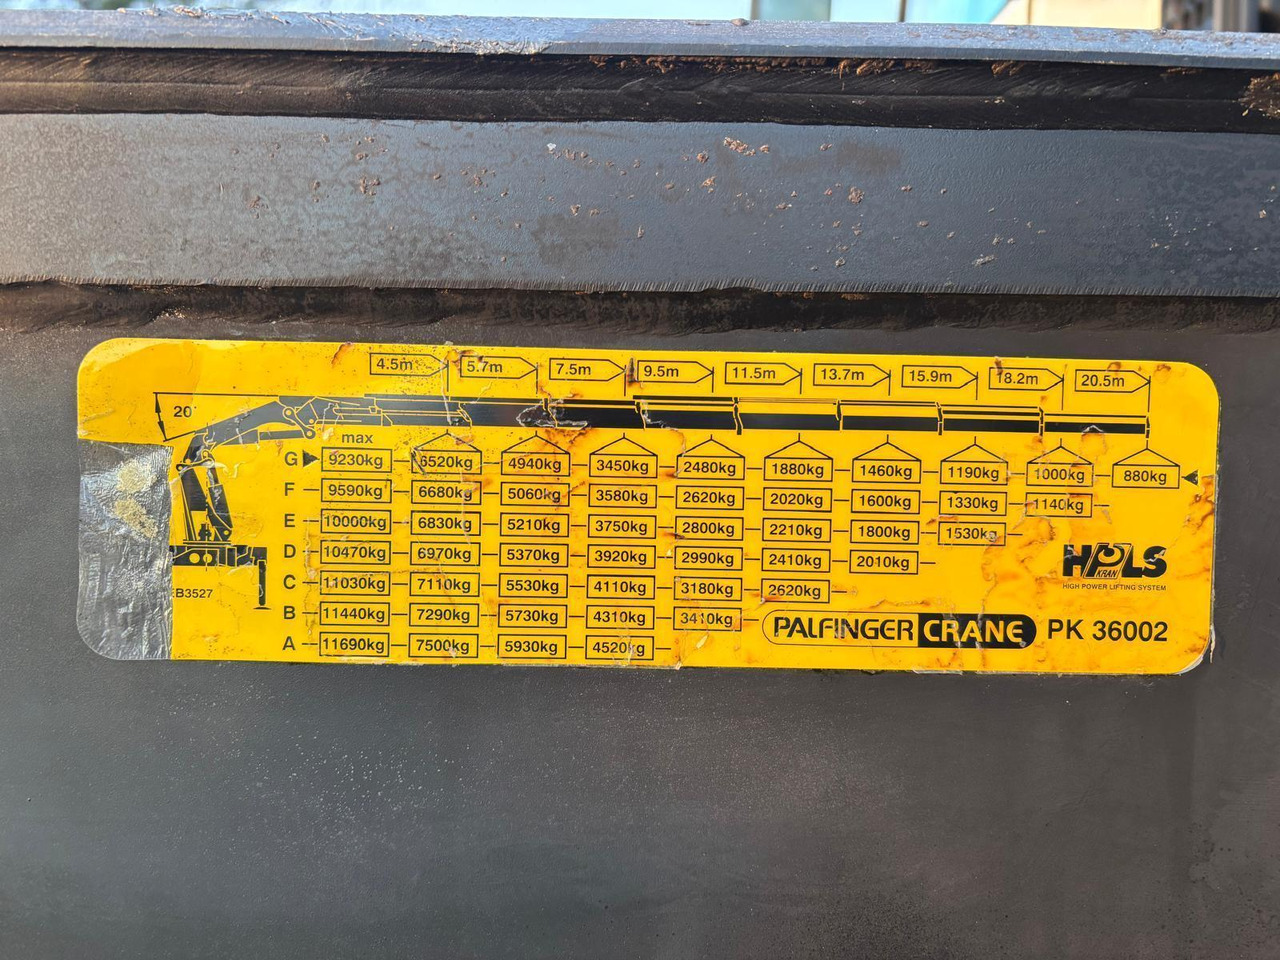 4.5m 5.7m 7.5m 9.5m 11.5m 13.7m 15.9m 18.2m 20.5m
20°
max
G 9230kg 6520kg 4940kg 3450kg 2480kg 1880kg 1460kg 1190kg 1000kg 880kg
F 9590kg 6680kg 5060kg 3580kg 2620kg 2020kg 1600kg 1330kg 1140kg
E 10000kg 6830kg 5210kg 3750kg 2800kg 2210kg 1800kg 1530kg
D 10470kg 6970kg 5370kg 3920kg 2990kg 2410kg 2010kg
C 11030kg 7110kg 5530kg 4110kg 3180kg 2620kg
B 11440kg 7290kg 5730kg 4310kg 3410kg
A 11690kg 7500kg 5930kg 4520kg
EB3527
HPLS
KRAN
HIGH POWER LIFTING SYSTEM
PALFINGER CRANE PK 36002